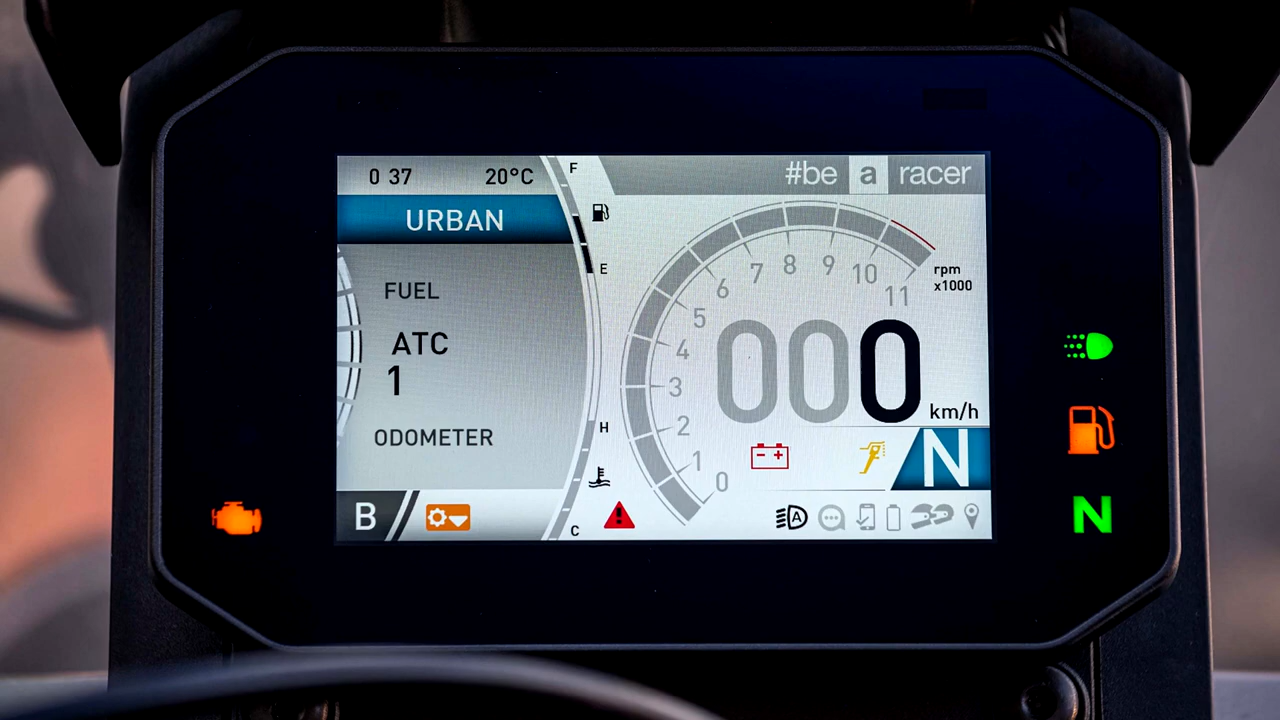 0 37 20°C
#be a racer
URBAN
F
E
FUEL
ATC
1
ODOMETER
H
C
B
0 1 2 3 4 5 6 7 8 9 10 11
rpm
x1000
000
km/h
N
A
N